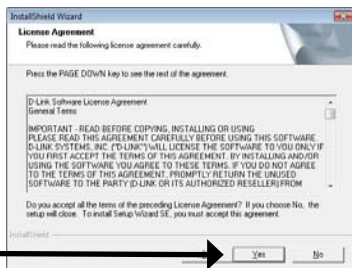 InstallShield Wizard
License Agreement
Please read the following license agreement carefully.
Press the PAGE DOWN key to see the rest of the agreement.
D-Link Software License Agreement
General Terms
IMPORTANT - READ BEFORE COPYING, INSTALLING OR USING
PLEASE READ THIS AGREEMENT CAREFULLY BEFORE USING THIS SOFTWARE.
D-LINK SYSTEMS, INC. ("D-LINK") WILL LICENSE THE SOFTWARE TO YOU ONLY IF
YOU FIRST ACCEPT THE TERMS OF THIS AGREEMENT. BY INSTALLING AND/OR
USING THE SOFTWARE YOU AGREE TO THESE TERMS. IF YOU DO NOT AGREE
TO THE TERMS OF THIS AGREEMENT, PROMPTLY RETURN THE UNUSED
SOFTWARE TO THE PARTY (D-LINK OR ITS AUTHORIZED RESELLER) FROM
Do you accept all the terms of the preceding License Agreement? If you choose No, the
setup will close. To install Setup Wizard SE, you must accept this agreement.
InstallShield
Yes No